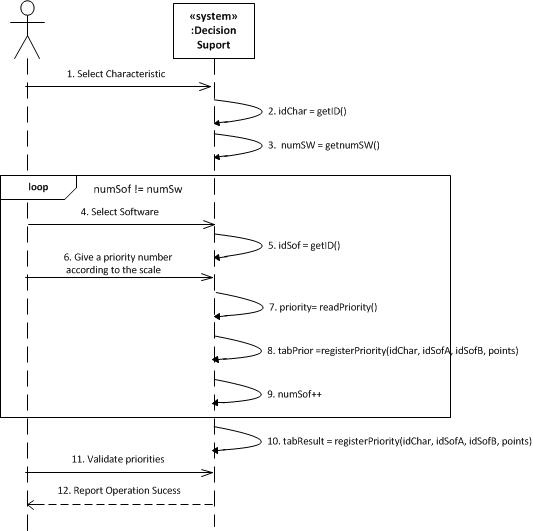 «system»
:Decision
Suport
1. Select Characteristic
2. idChar = getID()
3. numSW = getnumSW()
loop
numSof != numSw
4. Select Software
5. idSof = getID()
6. Give a priority number
according to the scale
7. priority= readPriority()
8. tabPrior =registerPriority(idChar, idSofA, idSofB, points)
9. numSof++
10. tabResult = registerPriority(idChar, idSofA, idSofB, points)
11. Validate priorities
12. Report Operation Sucess